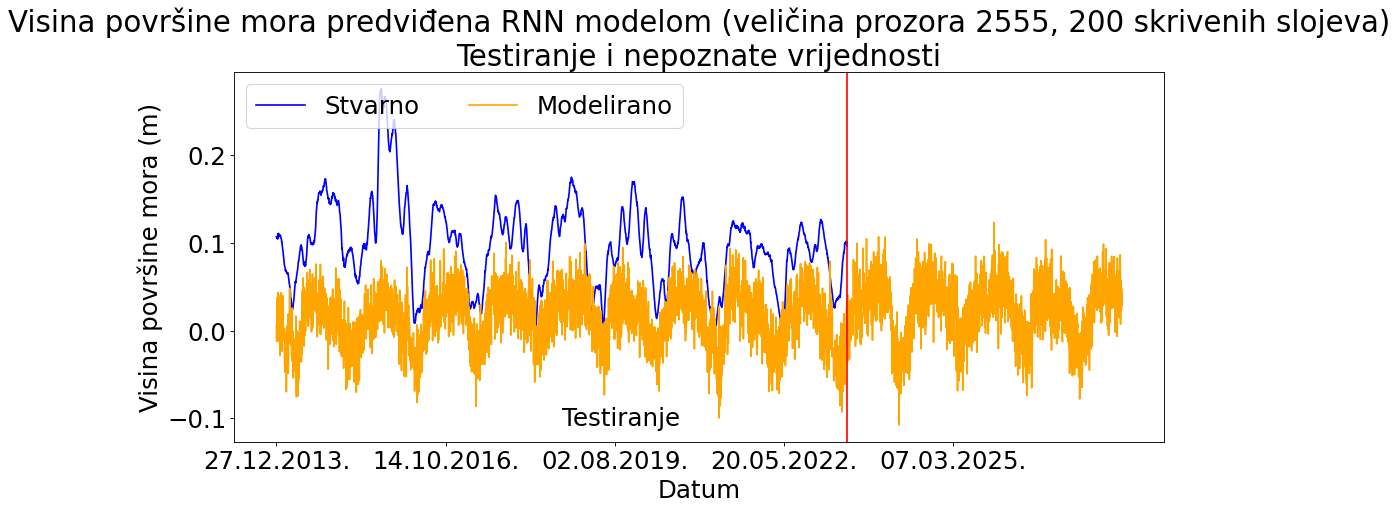 Visina površine mora predviđena RNN modelom (veličina prozora 2555, 200 skrivenih slojeva)
Testiranje i nepoznate vrijednosti
Stvarno Modelirano
Visina površine mora (m)
0.2
0.1
0.0
−0.1
Testiranje
27.12.2013. 14.10.2016. 02.08.2019. 20.05.2022. 07.03.2025.
Datum